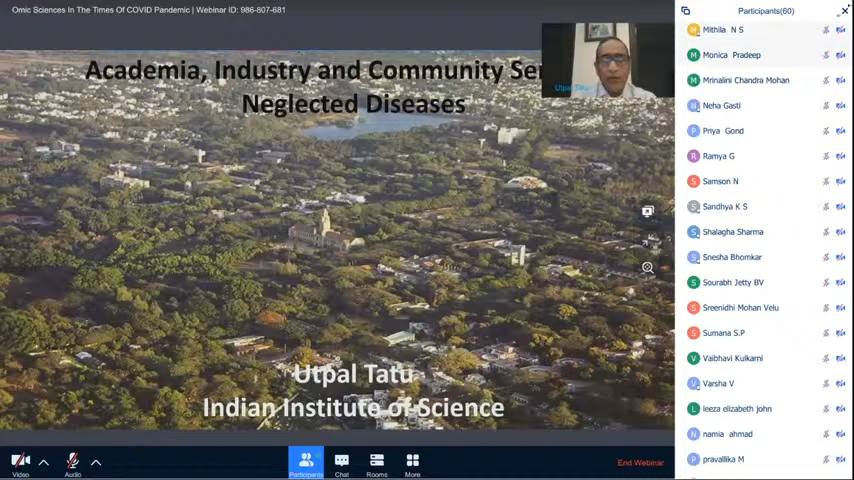 Omic Sciences In The Times Of COVID Pandemic | Webinar ID: 986-807-681
Academia, Industry and Community Ser
Neglected Diseases
Utpal Tatu
Utpal Tatu
Indian Institute of Science
Video
Audio
Participants
Chat
Rooms
More
End Webinar
Participants(60)
M Mithila N S
M Monica Pradeep
M Mrinalini Chandra Mohan
N Neha Gasti
P Priya Gond
R Ramya G
S Samson N
S Sandhya K S
S Shalagha Sharma
S Snesha Bhomkar
S Sourabh Jetty BV
S Sreenidhi Mohan Velu
S Sumana S.P
V Vaibhavi Kulkarni
V Varsha V
L leeza elizabeth john
N namia ahmad
P pravallika M